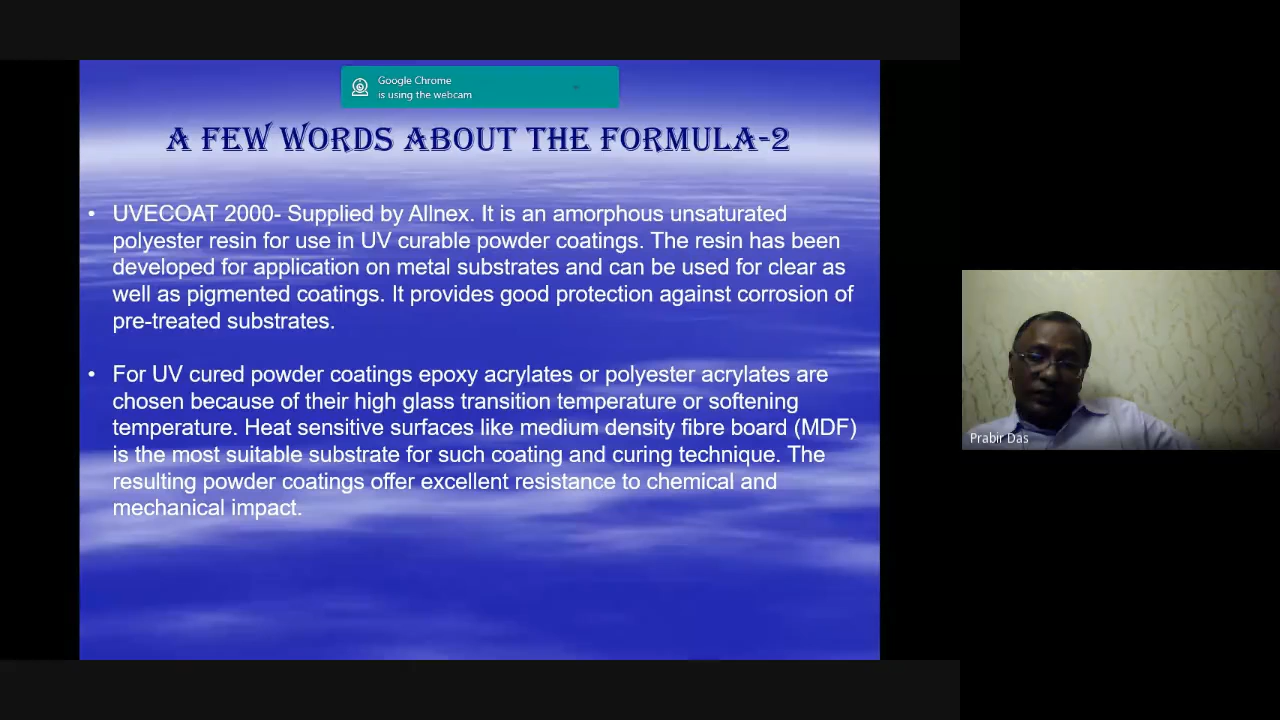 Google Chrome
is using the webcam
A FEW WORDS ABOUT THE FORMULA-2
• UVECOAT 2000- Supplied by Allnex. It is an amorphous unsaturated
polyester resin for use in UV curable powder coatings. The resin has been
developed for application on metal substrates and can be used for clear as
well as pigmented coatings. It provides good protection against corrosion of
pre-treated substrates.
• For UV cured powder coatings epoxy acrylates or polyester acrylates are
chosen because of their high glass transition temperature or softening
temperature. Heat sensitive surfaces like medium density fibre board (MDF)
is the most suitable substrate for such coating and curing technique. The
resulting powder coatings offer excellent resistance to chemical and
mechanical impact.
Prabir Das